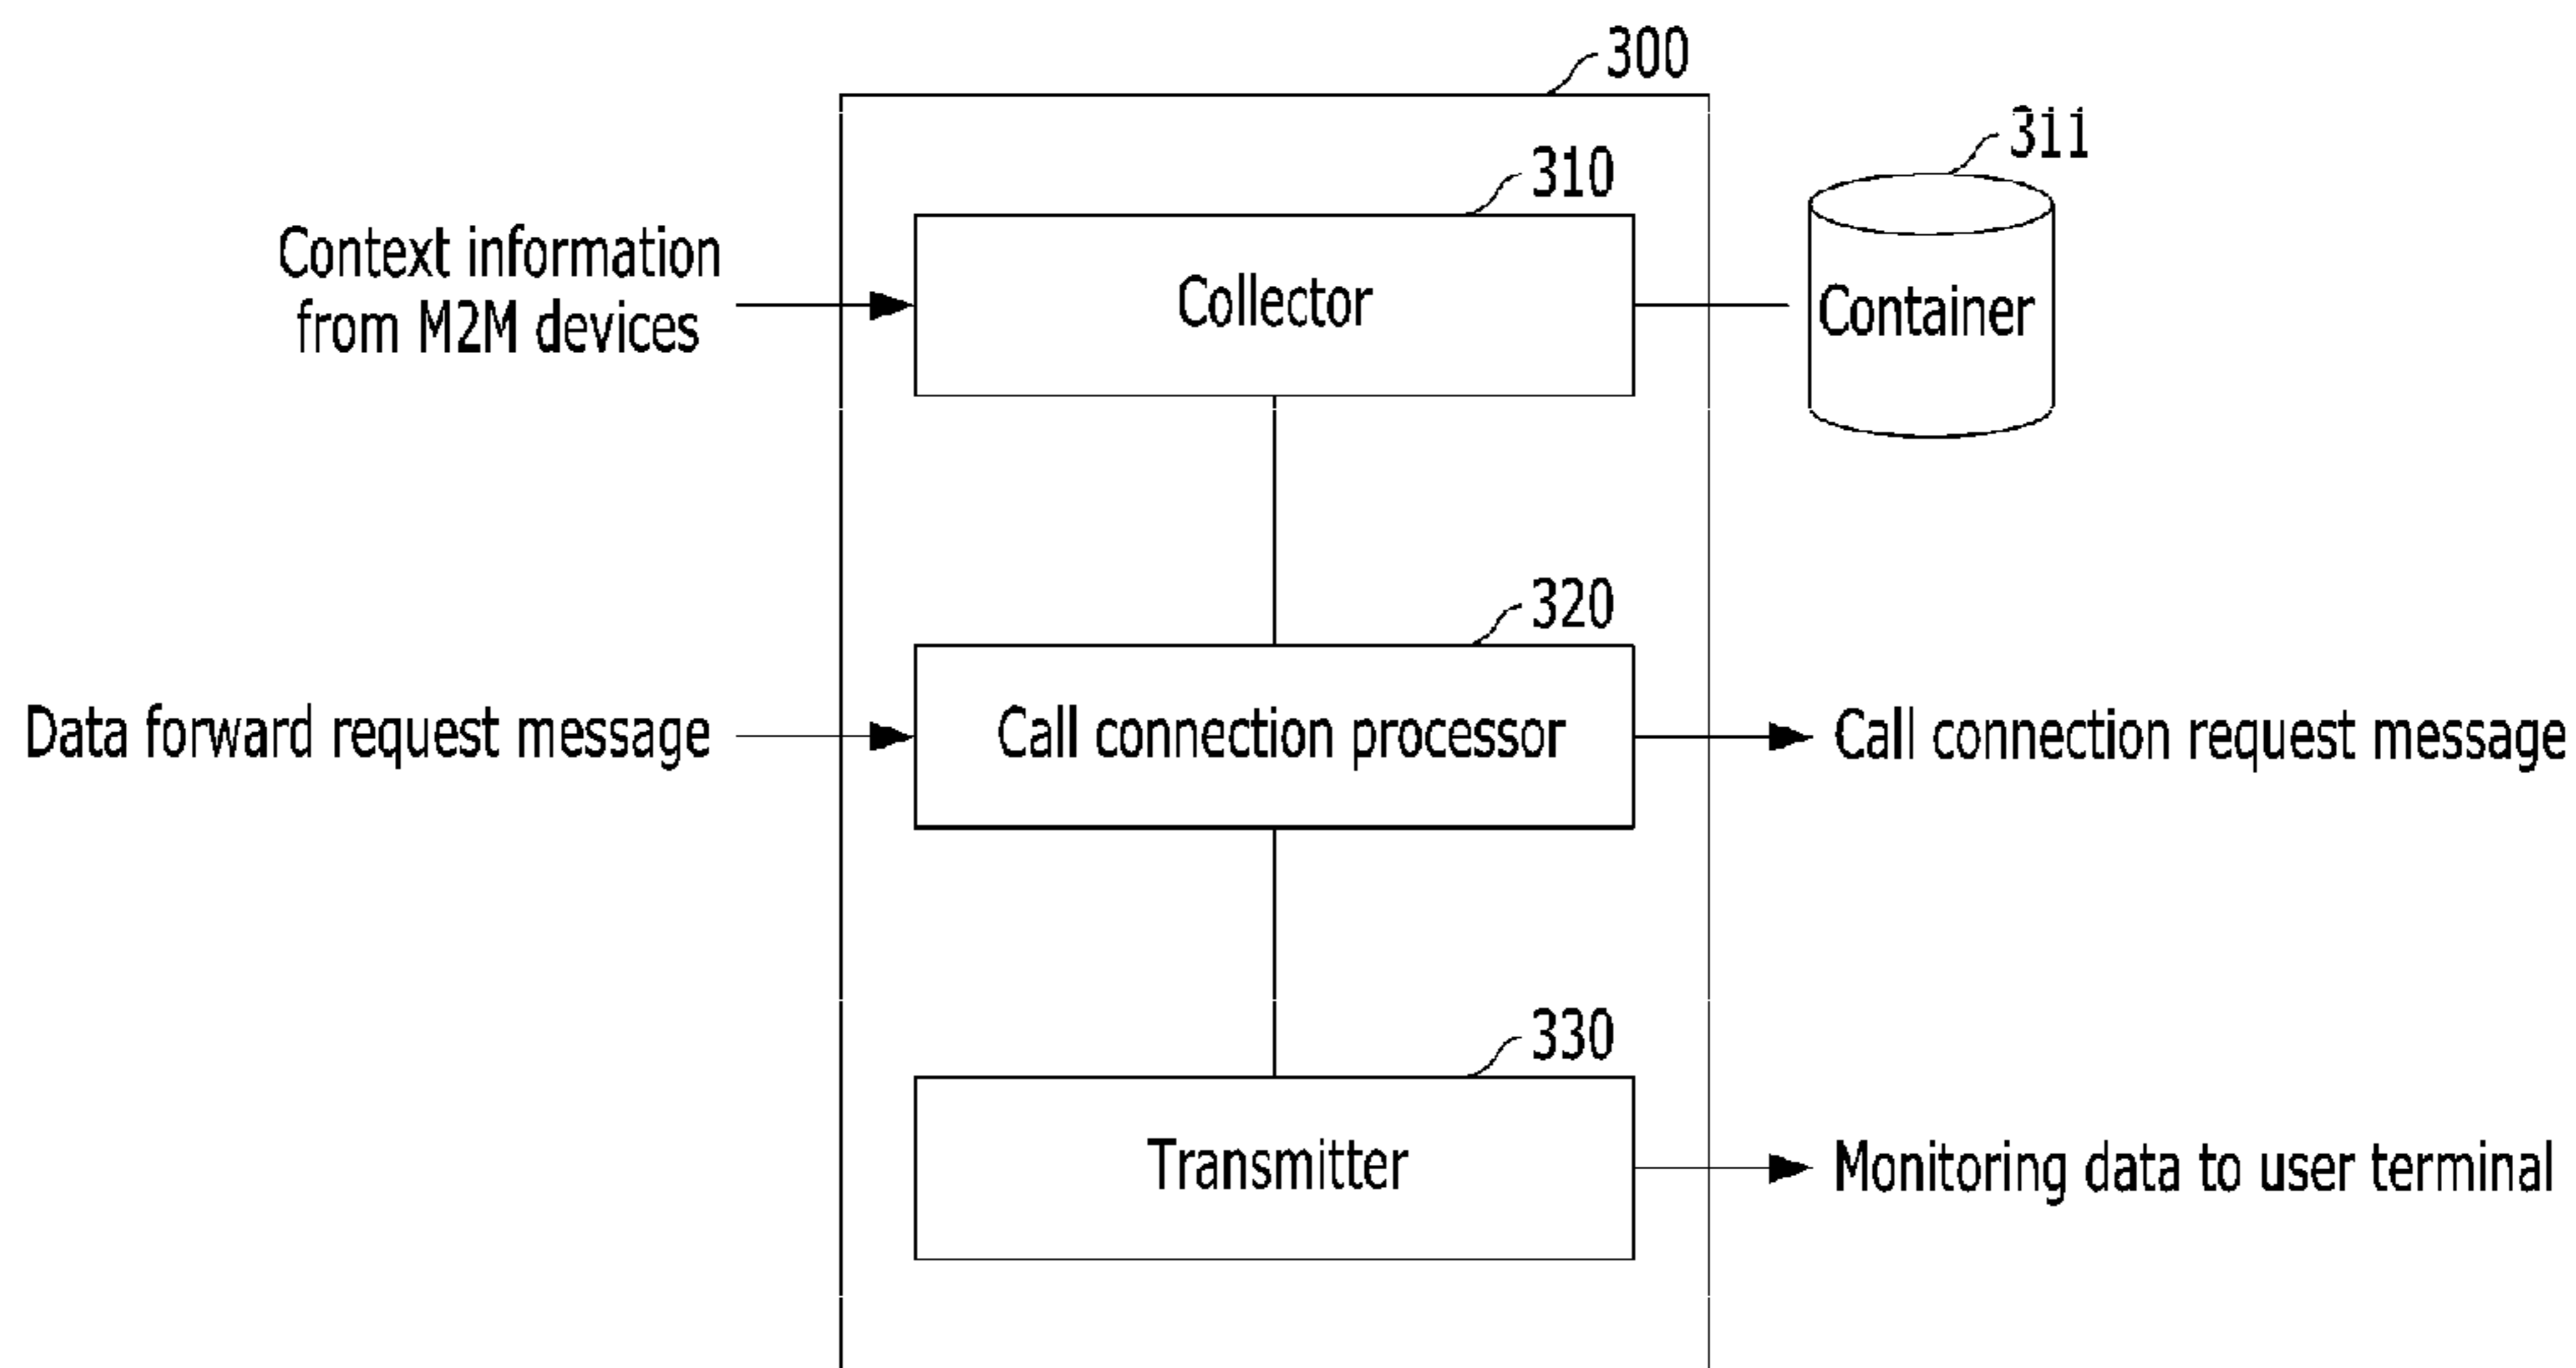 300
311
310
Context information
from M2M devices
Collector
Container
320
Data forward request message
Call connection processor
Call connection request message
330
Transmitter
Monitoring data to user terminal